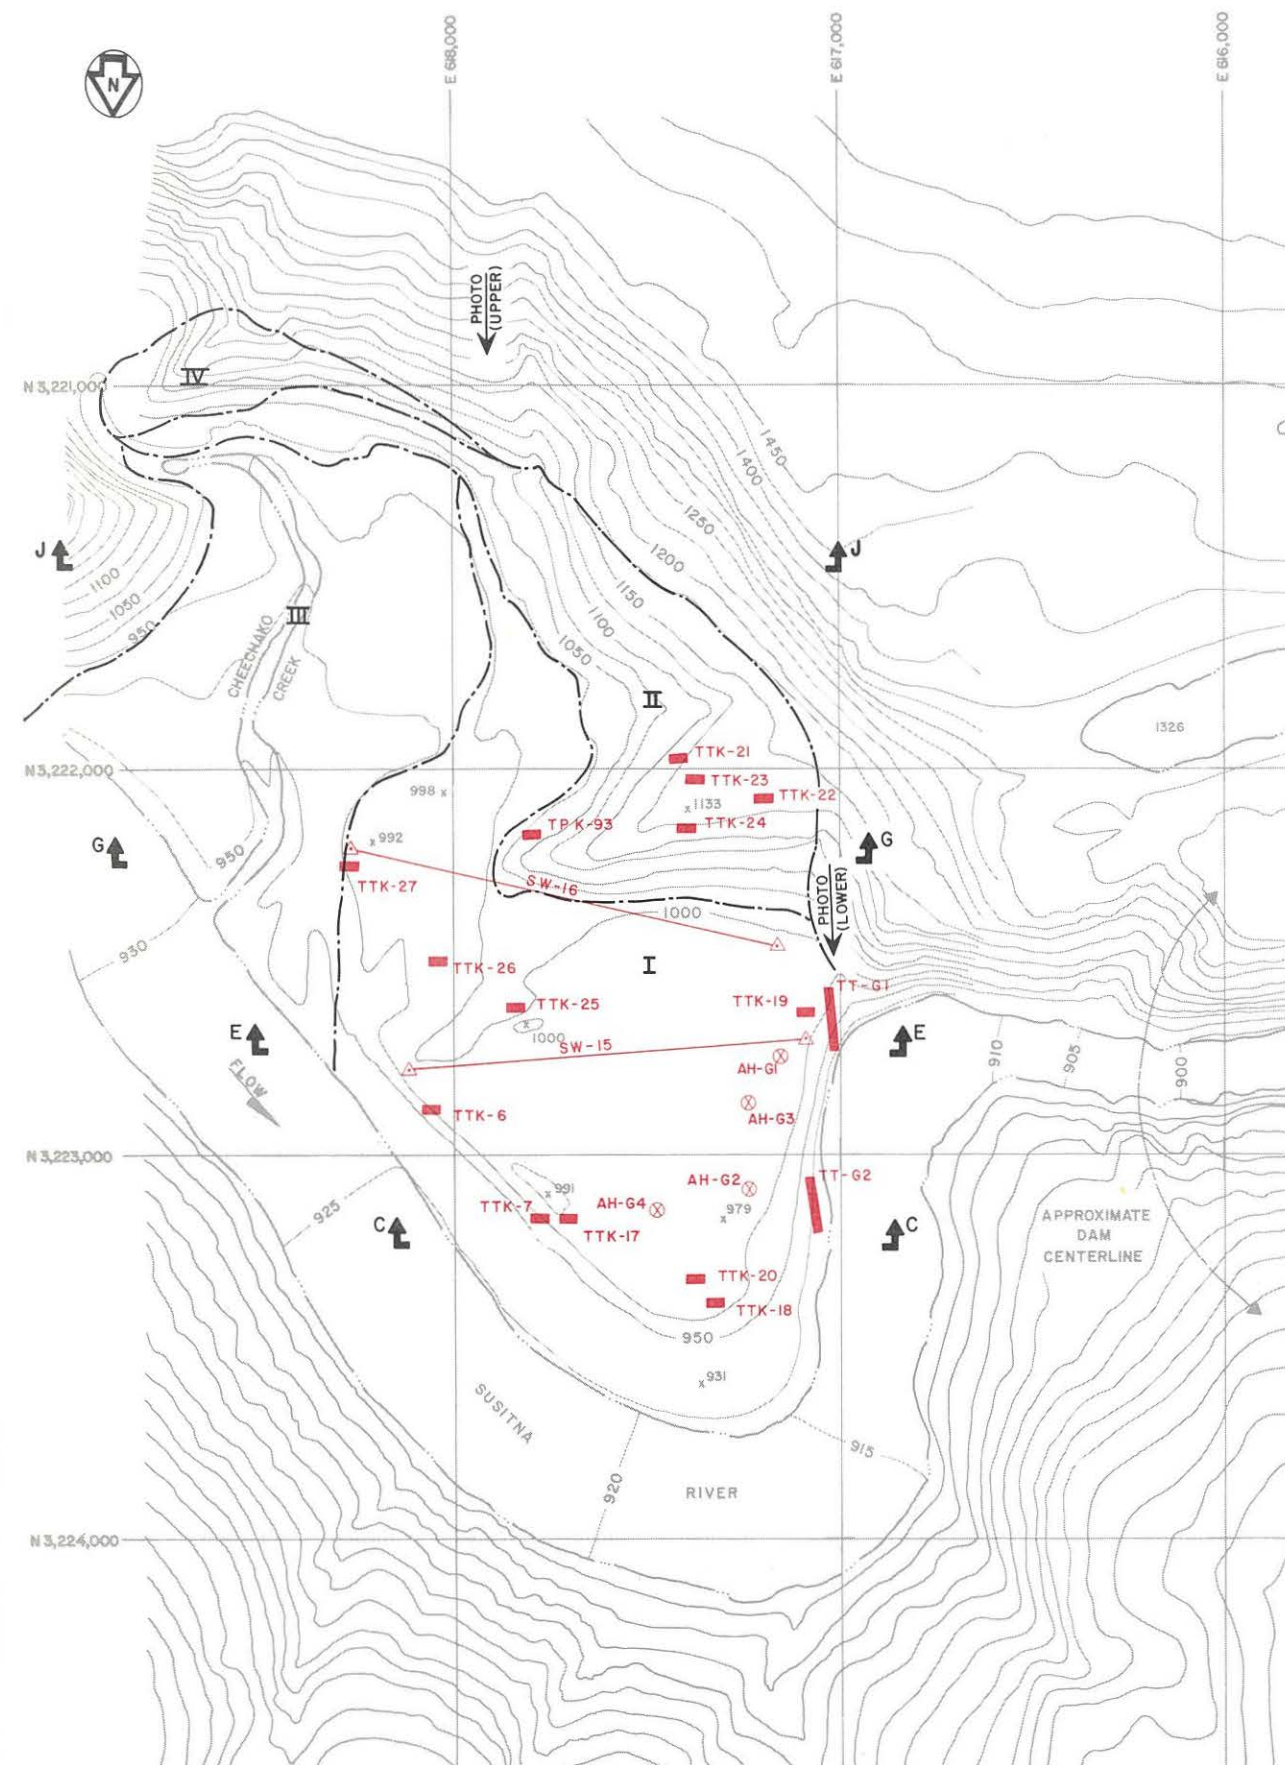 E 618,000
E 617,000
E 616,000
N
PHOTO
(UPPER)
IV
N 3,221,000
1450
1400
1250
1200
1150
1100
1050
J
J
1100
1050
950
III
CHEECHAKO
CREEK
II
1326
TTK-21
N 3,222,000
TTK-23
998 x
TTK-22
x 1133
TPK-93
TTK-24
x 992
G
G
950
TTK-27
SW-16
PHOTO
(LOWER)
1000
930
I
TTK-26
TT-G1
TTK-19
TTK-25
x
1000
E
E
SW-15
910
905
900
AH-G1
FLOW
TTK-6
AH-G3
N 3,223,000
TT-G2
AH-G2
x 991
AH-G4
TTK-7
x 979
925
C
C
TTK-17
APPROXIMATE
DAM
CENTERLINE
TTK-20
TTK-18
950
x 931
SUSITNA
915
920
RIVER
N 3,224,000